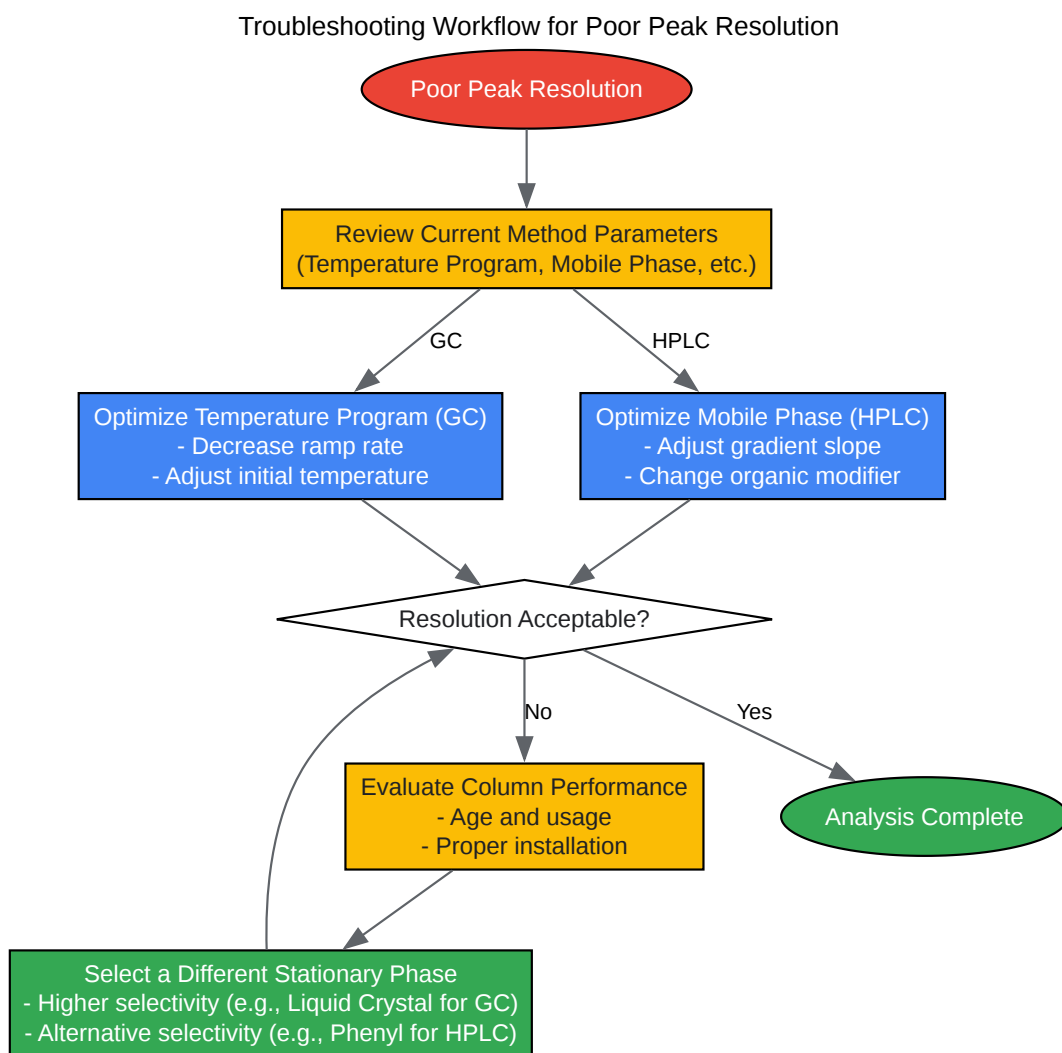 Troubleshooting Workflow for Poor Peak Resolution
Poor Peak Resolution
Review Current Method Parameters
(Temperature Program, Mobile Phase, etc.)
GC
HPLC
Optimize Temperature Program (GC)
- Decrease ramp rate
- Adjust initial temperature
Optimize Mobile Phase (HPLC)
- Adjust gradient slope
- Change organic modifier
Resolution Acceptable?
No
Yes
Evaluate Column Performance
- Age and usage
- Proper installation
Analysis Complete
Select a Different Stationary Phase
- Higher selectivity (e.g., Liquid Crystal for GC)
- Alternative selectivity (e.g., Phenyl for HPLC)